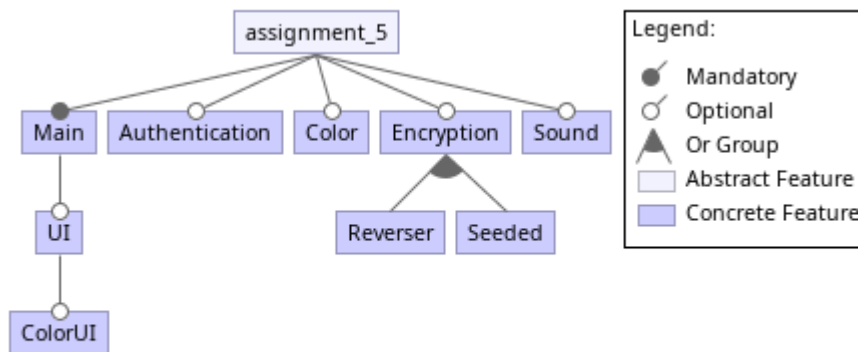 assignment_5
Legend:
Mandatory
Optional
Or Group
Abstract Feature
Concrete Feature
Main
Authentication
Color
Encryption
Sound
UI
Reverser
Seeded
ColorUI